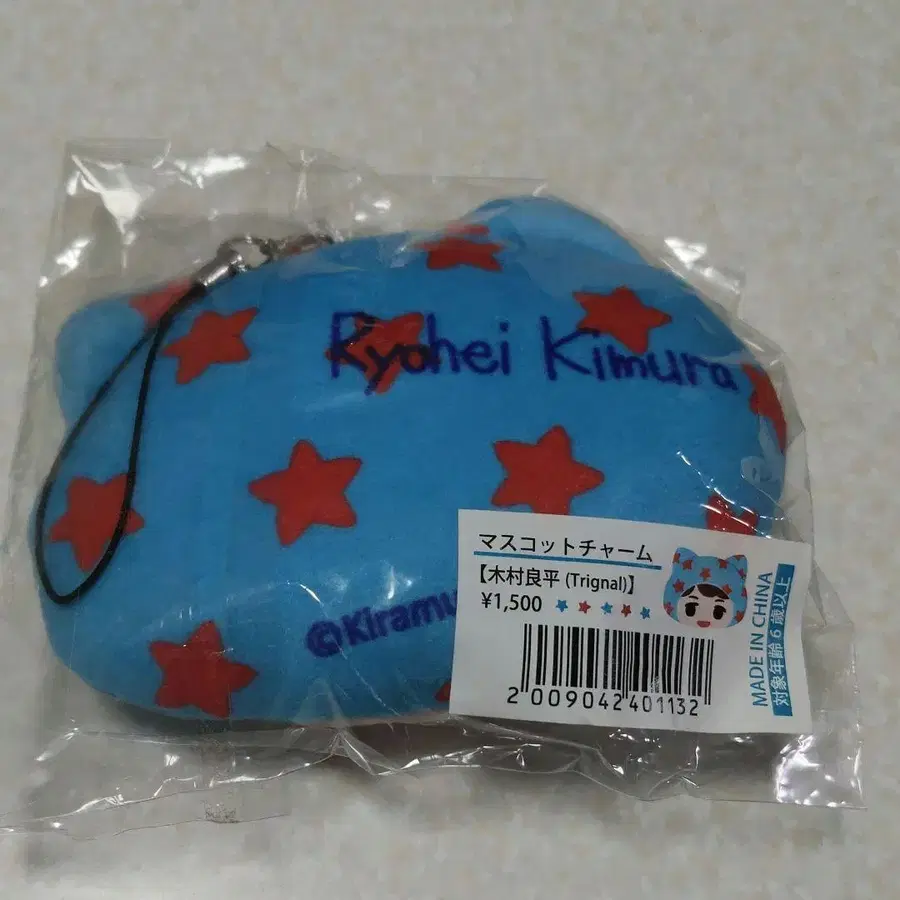 Ryohei Kimura
©Kiramu
マスコットチャーム
【木村良平 (Trignal)】
¥1,500
2 009042 401132
MADE IN CHINA
対象年齢6歳以上